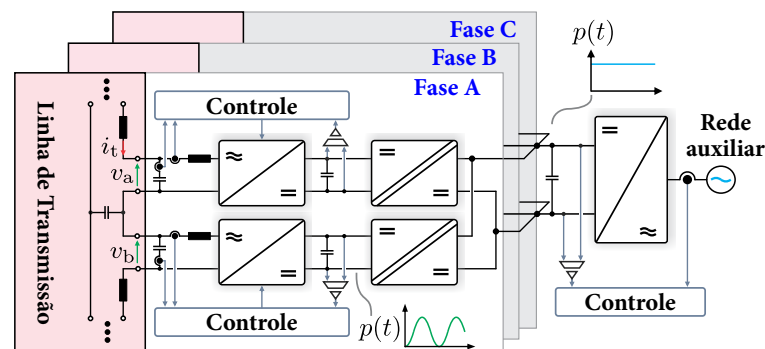 Fase C
Fase B
Fase A
p(t)
Linha de Transmissão
Controle
i_t
v_a
v_b
Rede
auxiliar
Controle
p(t)
Controle